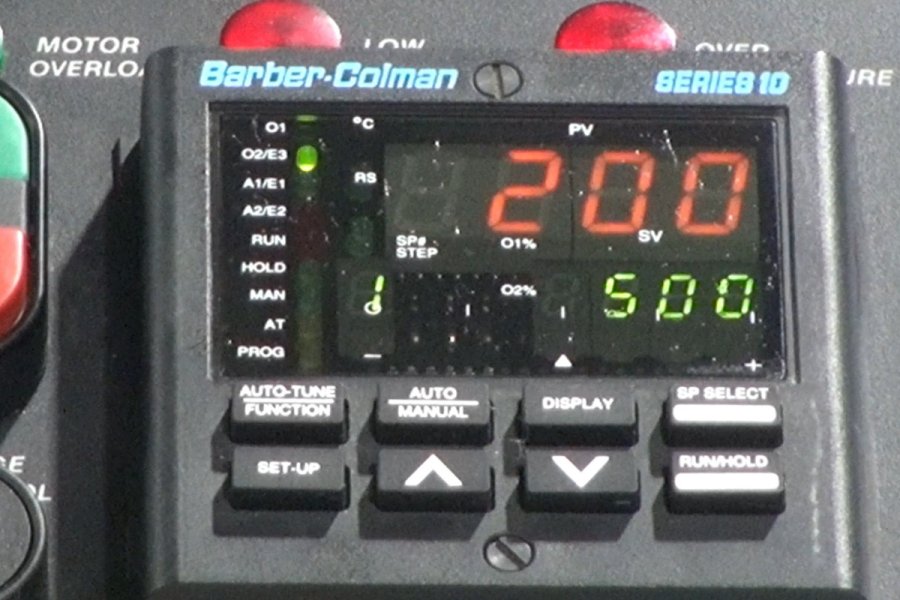 MOTOR
OVERLOA
LOW
OVER
URE
Barber-Colman
SERIES 10
O1
°C
PV
O2/E3
A1/E1
RS
200
A2/E2
RUN
SP#
STEP
O1%
SV
HOLD
MAN
1
O2%
500
AT
PROG
AUTO-TUNE
FUNCTION
AUTO
MANUAL
DISPLAY
SP SELECT
SET-UP
RUN/HOLD